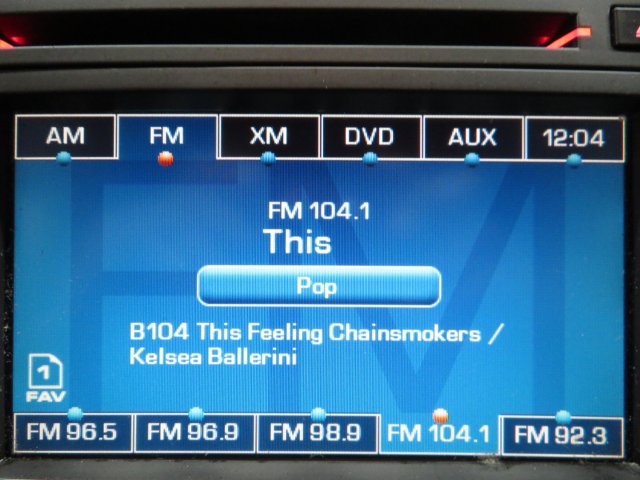 AM FM XM DVD AUX 12:04
FM 104.1
This
Pop
B104 This Feeling Chainsmokers /
Kelsea Ballerini
1
FAV
FM 96.5 FM 96.9 FM 98.9 FM 104.1 FM 92.3